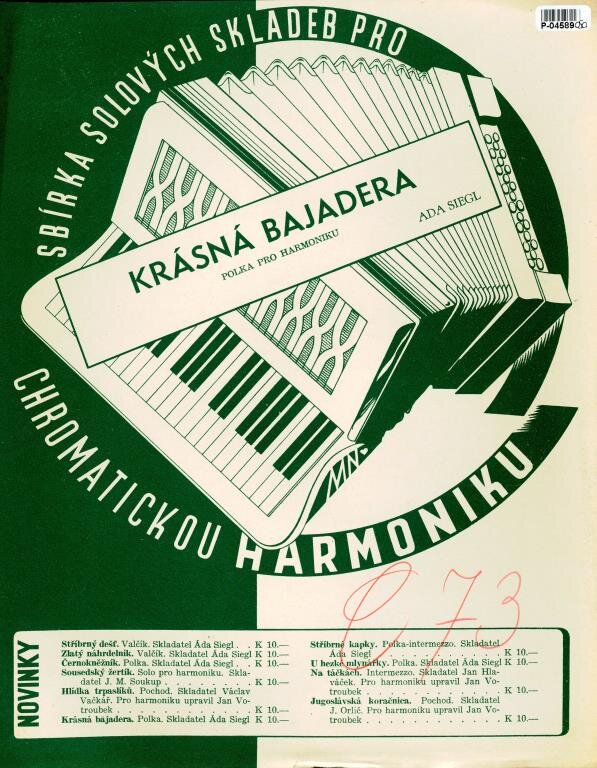 P-04589
SBÍRKA SOLOVÝCH SKLADEB PRO
KRÁSNÁ BAJADERA
POLKA PRO HARMONIKU
ADA SIEGL
MN
CHROMATICKOU HARMONIKU
C 73
NOVINKY
Stříbrný déšť. Valčík. Skladatel Áda Siegl . . K 10.—
Zlatý náhrdelník. Valčík. Skladatel Áda Siegl K 10.—
Černokněžník. Polka. Skladatel Áda Siegl . . K 10.—
Sousedský žertík. Solo pro harmoniku. Skla-
datel J. M. Soukup . . . . . . . . K 10.—
Hlídka trpaslíků. Pochod. Skladatel Václav
Vačkář. Pro harmoniku upravil Jan Vo-
troubek . . . . . . . . . . . . . K 10.—
Krásná bajadera. Polka. Skladatel Áda Siegl K 10.—
Stříbrné kapky. Polka-intermezzo. Skladatel
Áda Siegl . . . . . . . . . . . . K 10.—
U hezké mlynářky. Polka. Skladatel Áda Siegl K 10.—
Na táčkách. Intermezzo. Skladatel Jan Hla-
váček. Pro harmoniku upravil Jan Vo-
troubek . . . . . . . . . . . . . K 10.—
Jugoslávská koračnica. Pochod. Skladatel
J. Orlić. Pro harmoniku upravil Jan Vo-
troubek . . . . . . . . . . . . . K 10.—